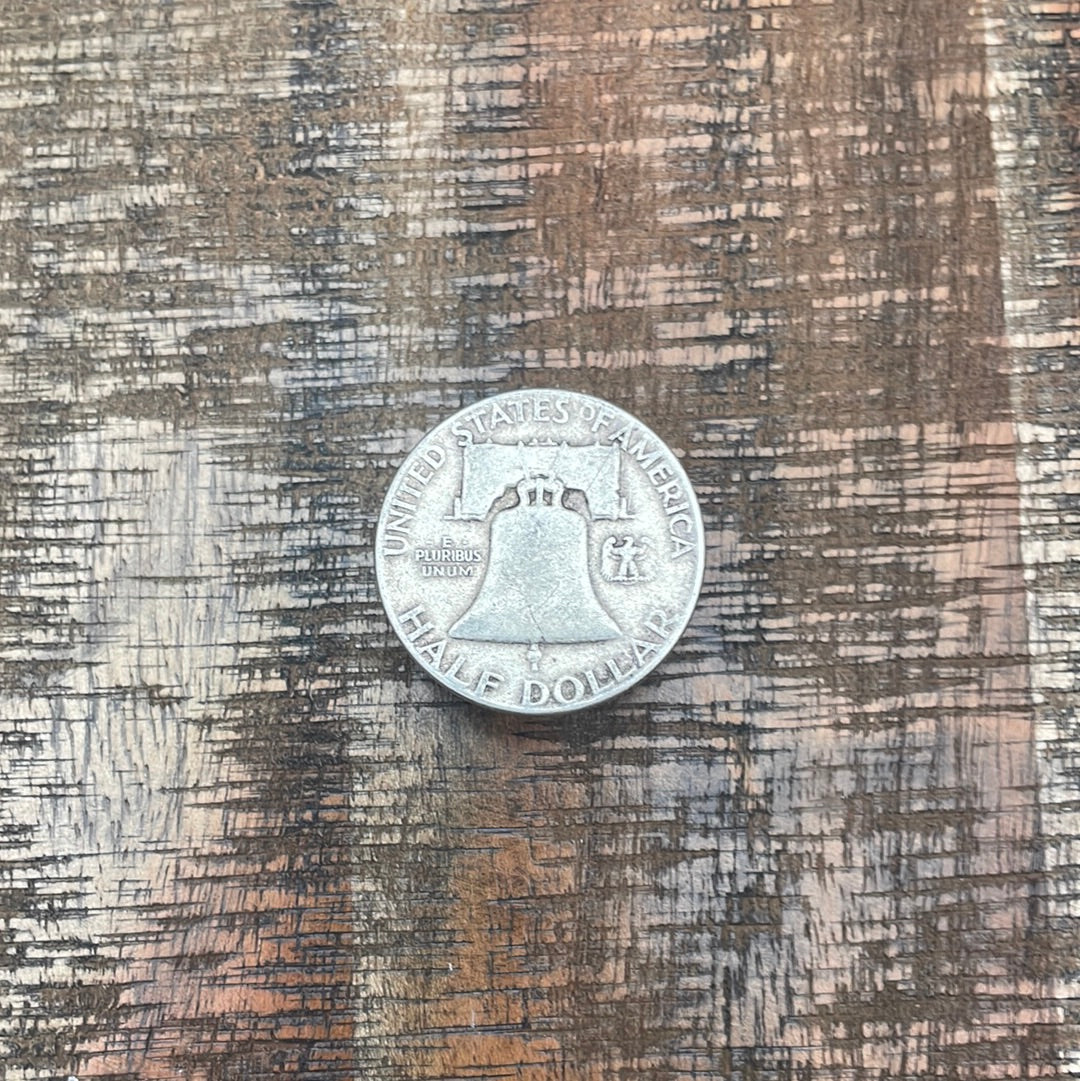 UNITED STATES OF AMERICA
E
PLURIBUS
UNUM
HALF DOLLAR